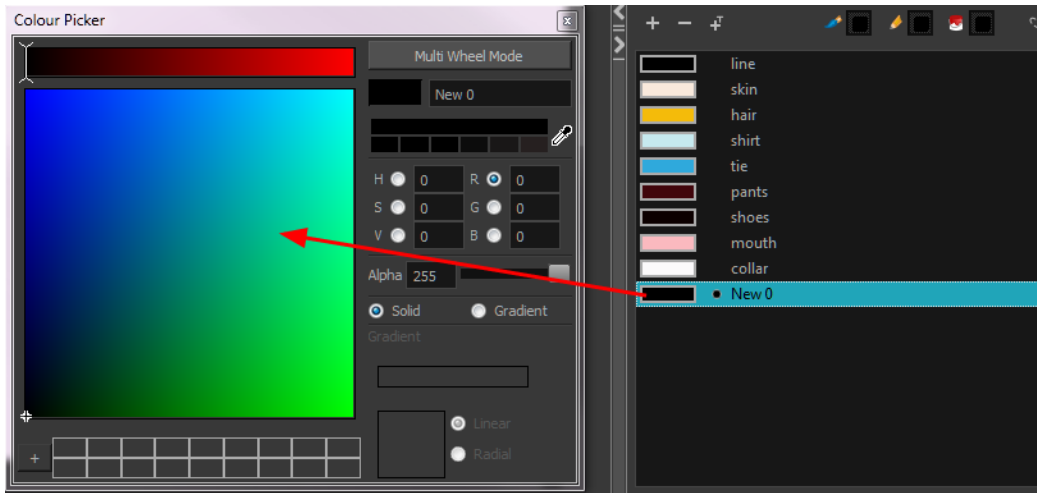 Colour Picker
Multi Wheel Mode
New 0
H 0 R 0
S 0 G 0
V 0 B 0
Alpha 255
Solid Gradient
Gradient
Linear
Radial
+
line
skin
hair
shirt
tie
pants
shoes
mouth
collar
New 0